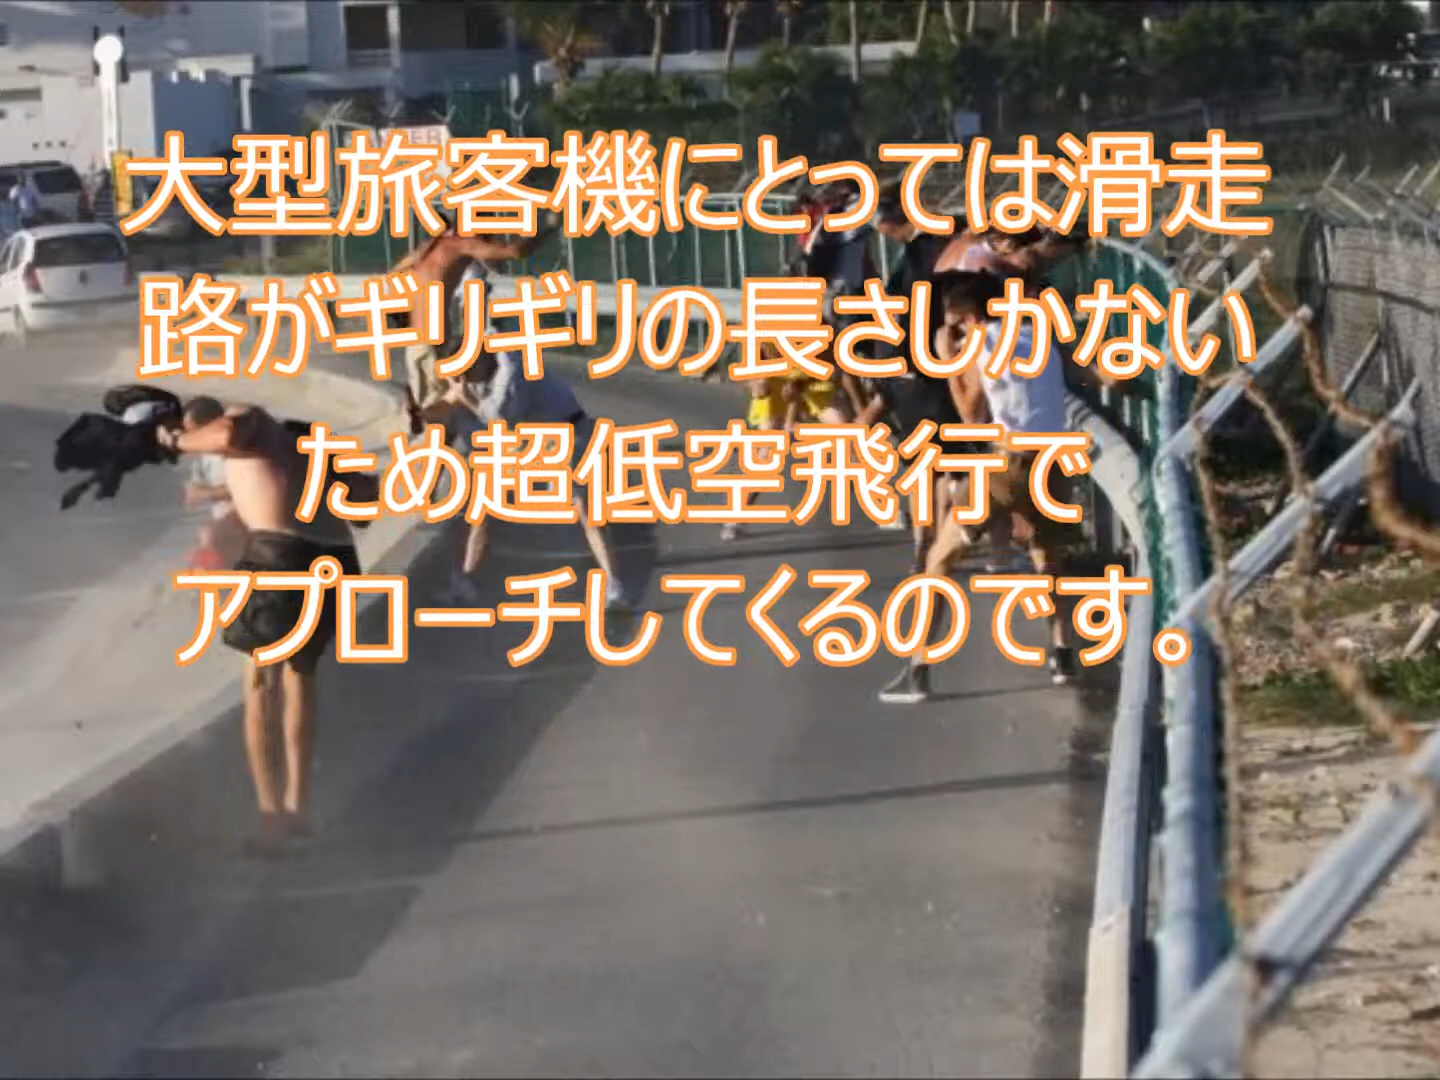 大型旅客機にとっては滑走
路がギリギリの長さしかない
ため超低空飛行で
アプローチしてくるのです。